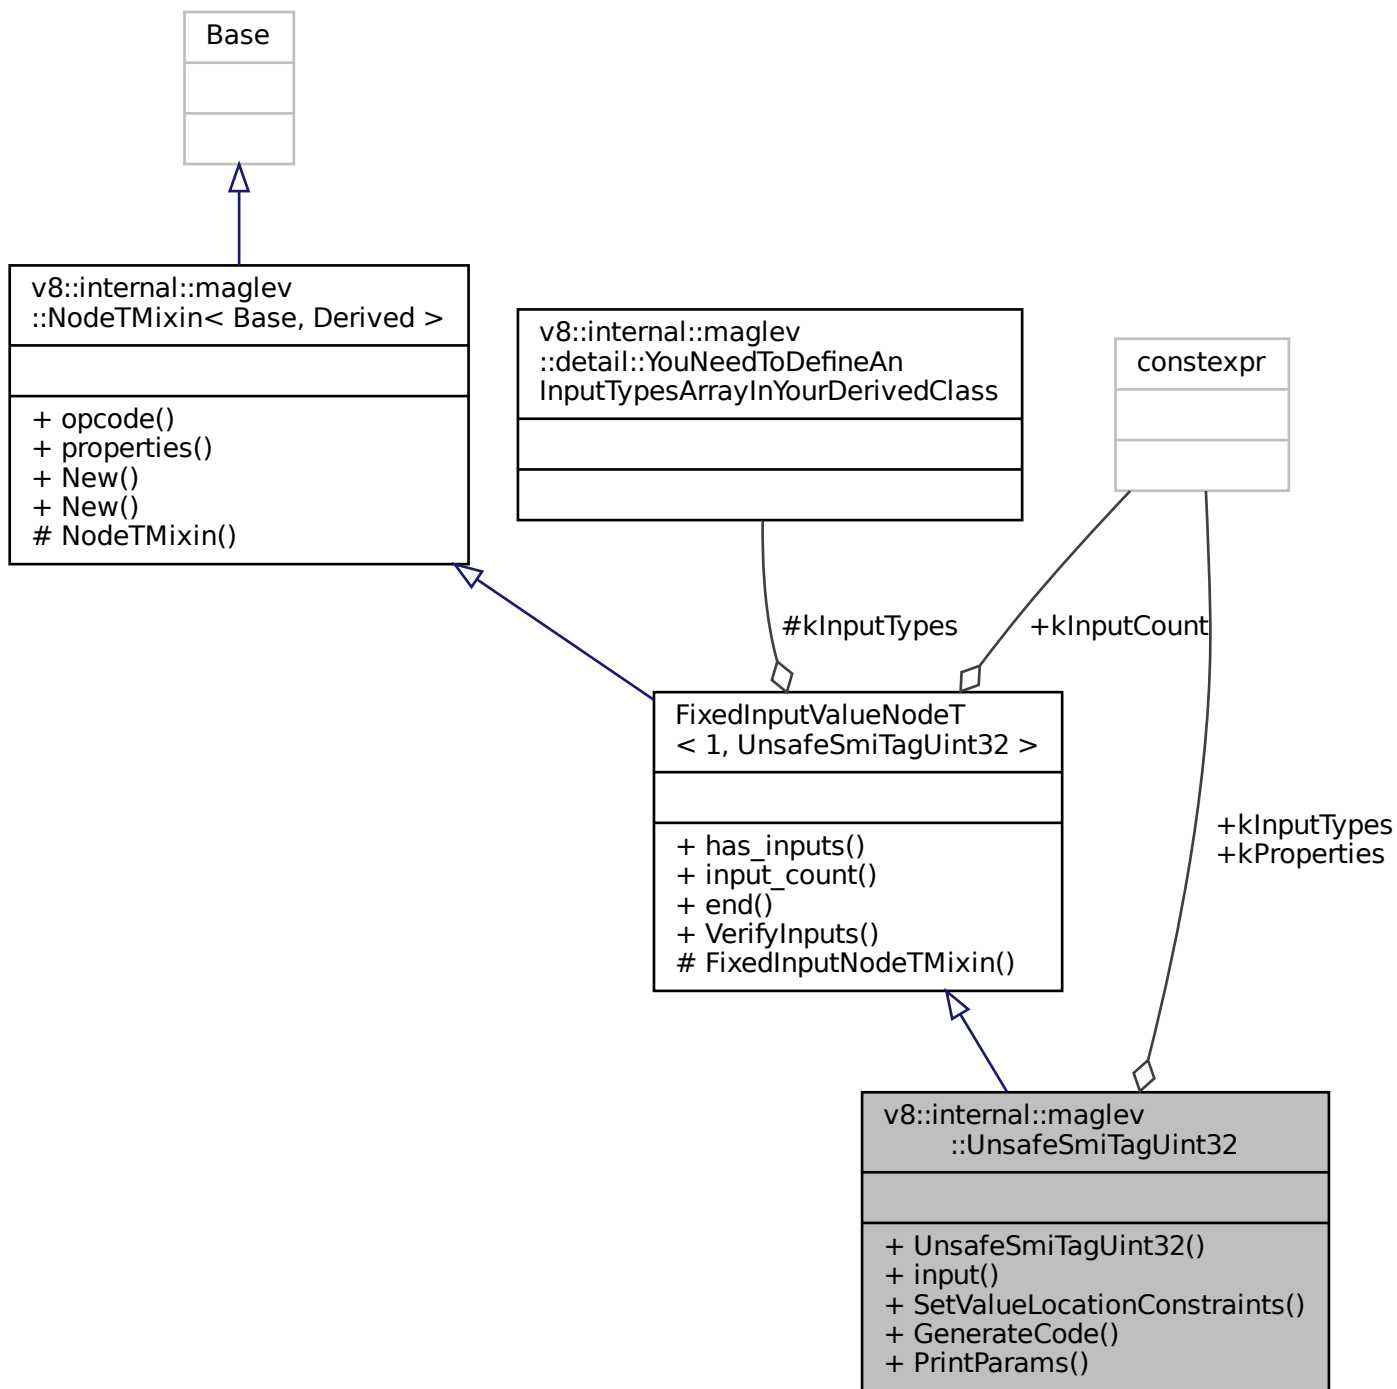 Base
v8::internal::maglev
::NodeTMixin< Base, Derived >
+ opcode()
+ properties()
+ New()
+ New()
# NodeTMixin()
v8::internal::maglev
::detail::YouNeedToDefineAn
InputTypesArrayInYourDerivedClass
constexpr
#kInputTypes
+kInputCount
FixedInputValueNodeT
< 1, UnsafeSmiTagUint32 >
+ has_inputs()
+ input_count()
+ end()
+ VerifyInputs()
# FixedInputNodeTMixin()
+kInputTypes
+kProperties
v8::internal::maglev
::UnsafeSmiTagUint32
+ UnsafeSmiTagUint32()
+ input()
+ SetValueLocationConstraints()
+ GenerateCode()
+ PrintParams()